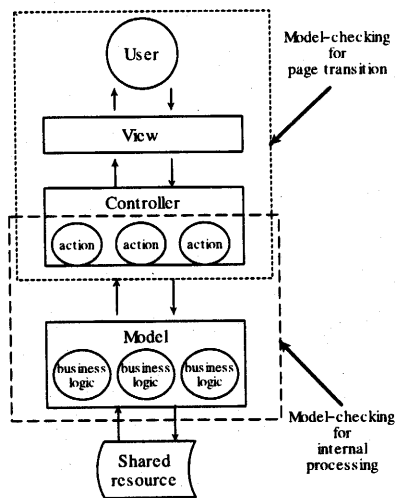 User
Model-checking
for
page transition
View
Controller
action action action
Model
business business business
logic logic logic
Model-checking
for
internal
processing
Shared
resource